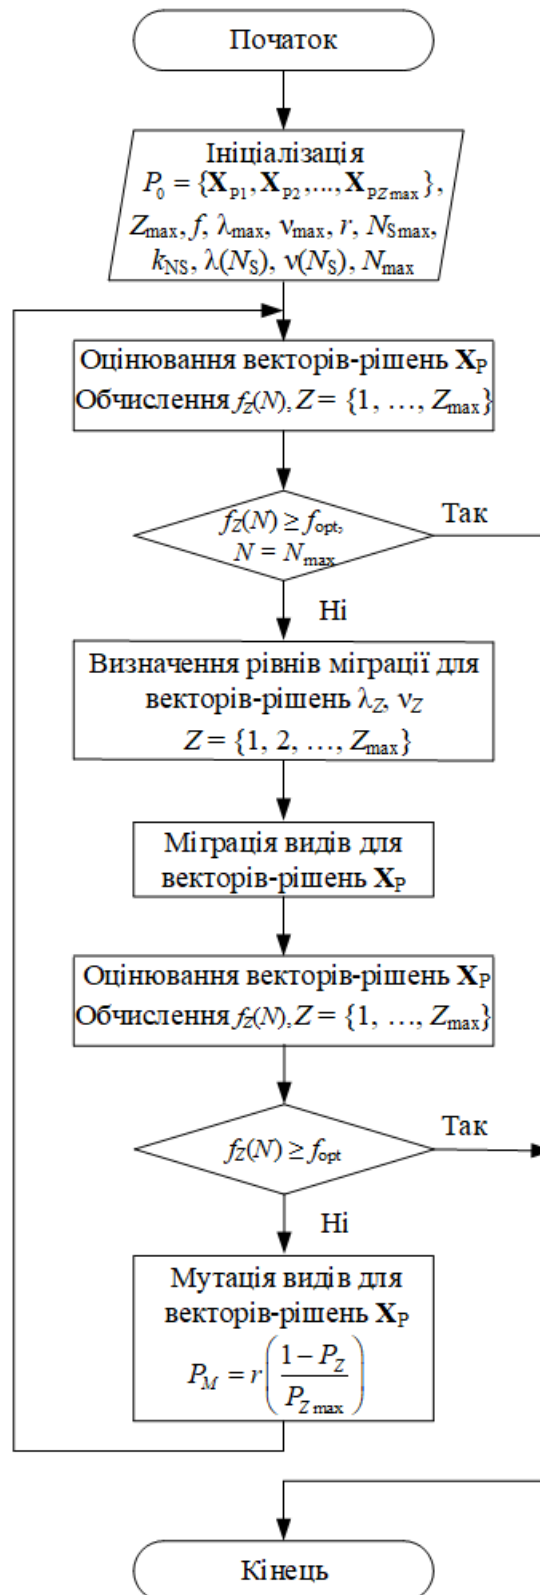 Початок
Ініціалізація
P₀ = {X_P1, X_P2,..., X_PZmax},
Z_max, f, λ_max, ν_max, r, N_Smax,
k_NS, λ(N_S), ν(N_S), N_max
Оцінювання векторів-рішень X_P
Обчислення f_Z(N), Z = {1, …, Z_max}
f_Z(N) ≥ f_opt,
N = N_max
Так
Ні
Визначення рівнів міграції для
векторів-рішень λ_Z, ν_Z
Z = {1, 2, …, Z_max}
Міграція видів для
векторів-рішень X_P
Оцінювання векторів-рішень X_P
Обчислення f_Z(N), Z = {1, …, Z_max}
f_Z(N) ≥ f_opt
Так
Ні
Мутація видів для
векторів-рішень X_P
P_M = r((1 − P_Z) / P_Zmax)
Кінець